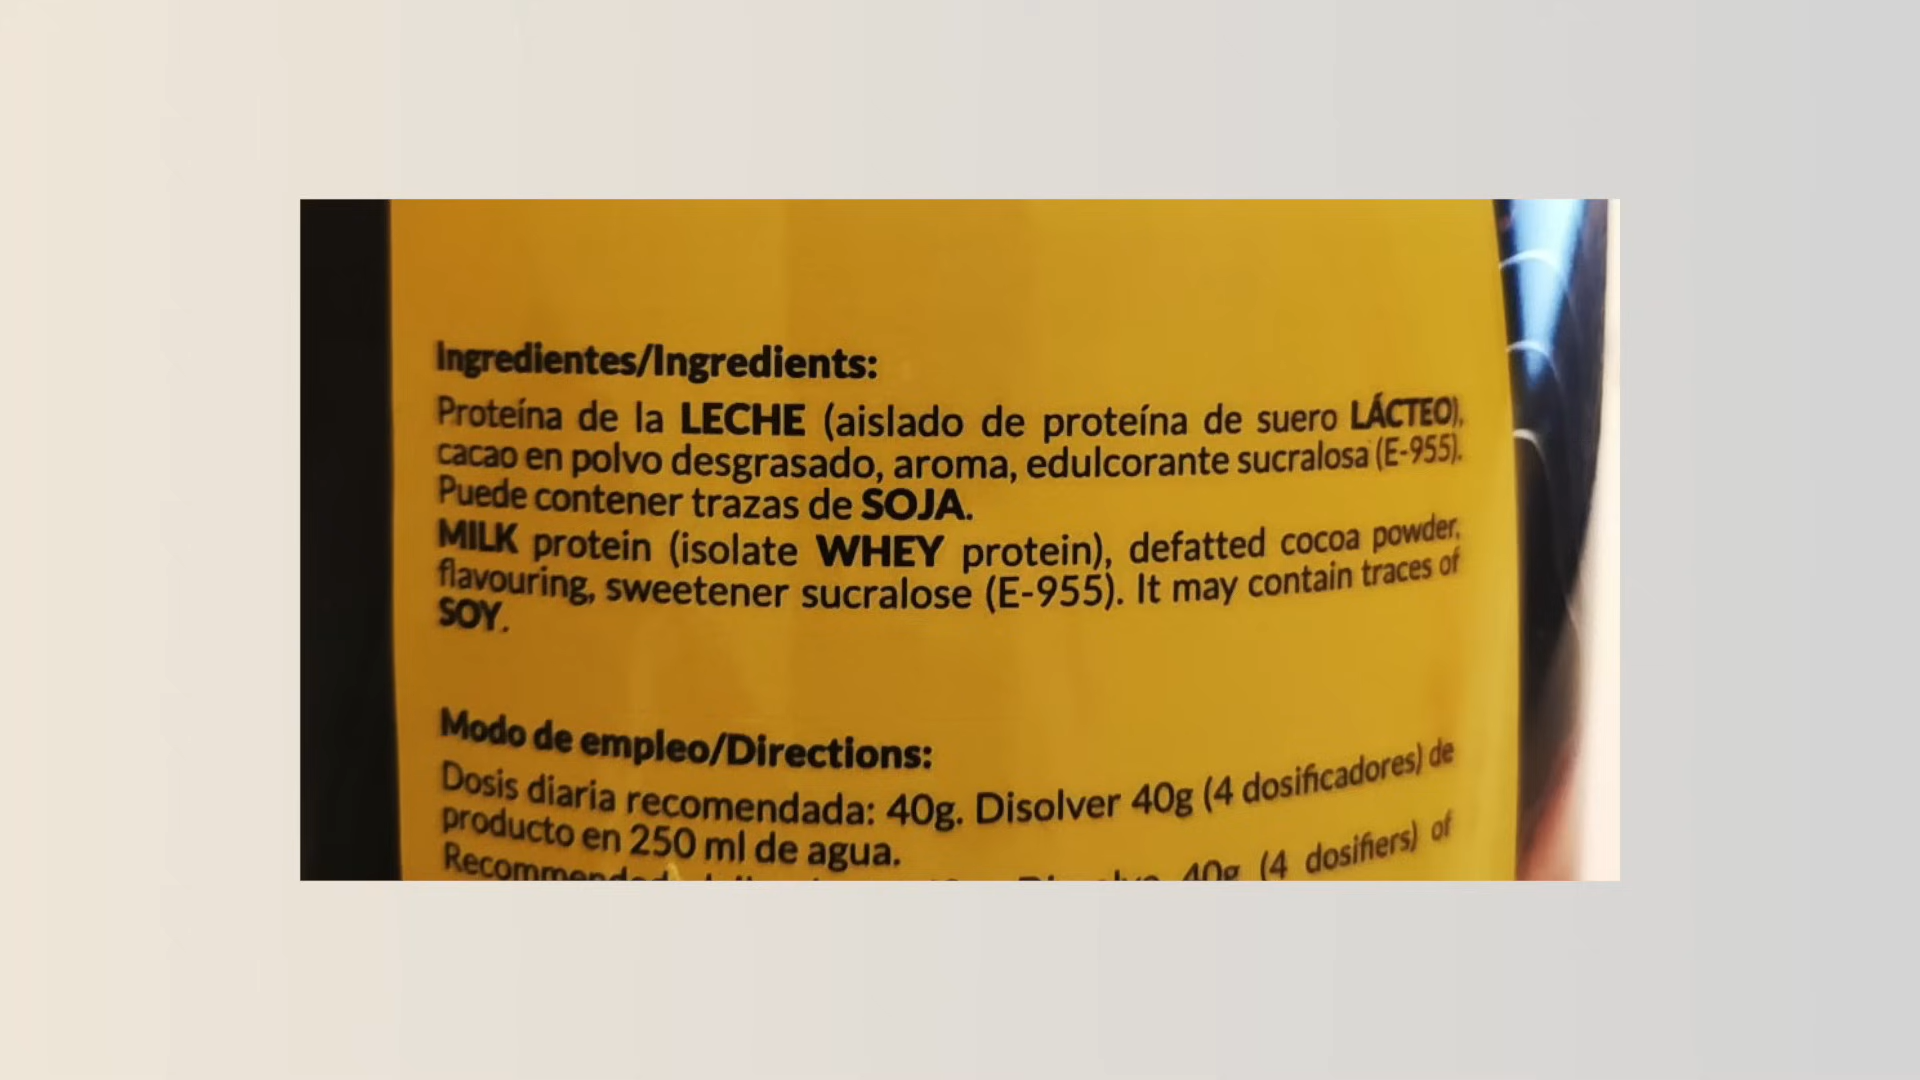 Ingredientes/Ingredients:
Proteína de la LECHE (aislado de proteína de suero LÁCTEO),
cacao en polvo desgrasado, aroma, edulcorante sucralosa (E-955).
Puede contener trazas de SOJA.
MILK protein (isolate WHEY protein), defatted cocoa powder,
flavouring, sweetener sucralose (E-955). It may contain traces of
SOY.
Modo de empleo/Directions:
Dosis diaria recomendada: 40g. Disolver 40g (4 dosificadores) de
producto en 250 ml de agua.
40g (4 dosifiers) of